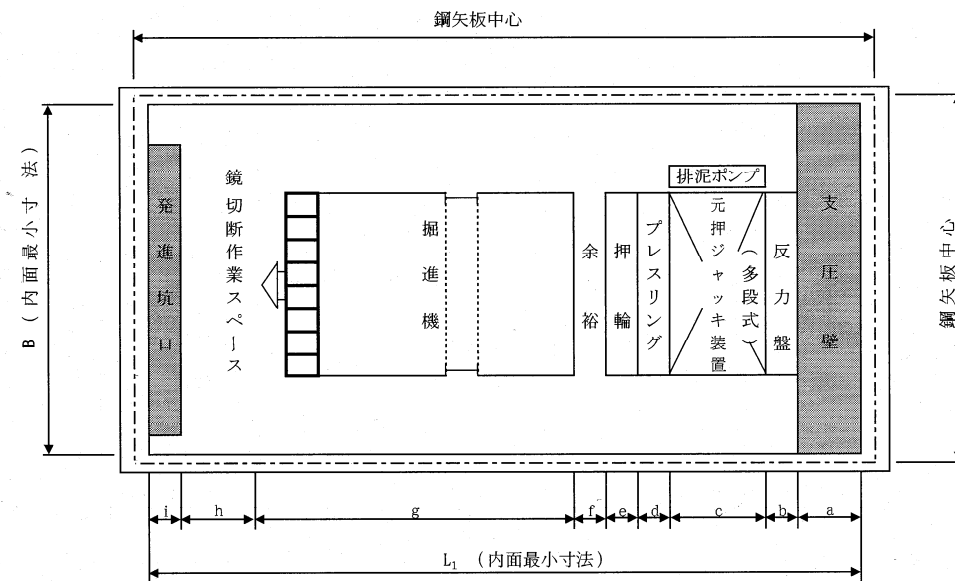 鋼矢板中心
B(内面最小寸法)
発進坑口
鏡切断作業スペース
掘進機
余裕
押輪
プレスリング
排泥ポンプ
元押ジャッキ装置
(多段式)
反力盤
支圧壁
鋼矢板中心
i h g f e d c b a
L₁ (内面最小寸法)